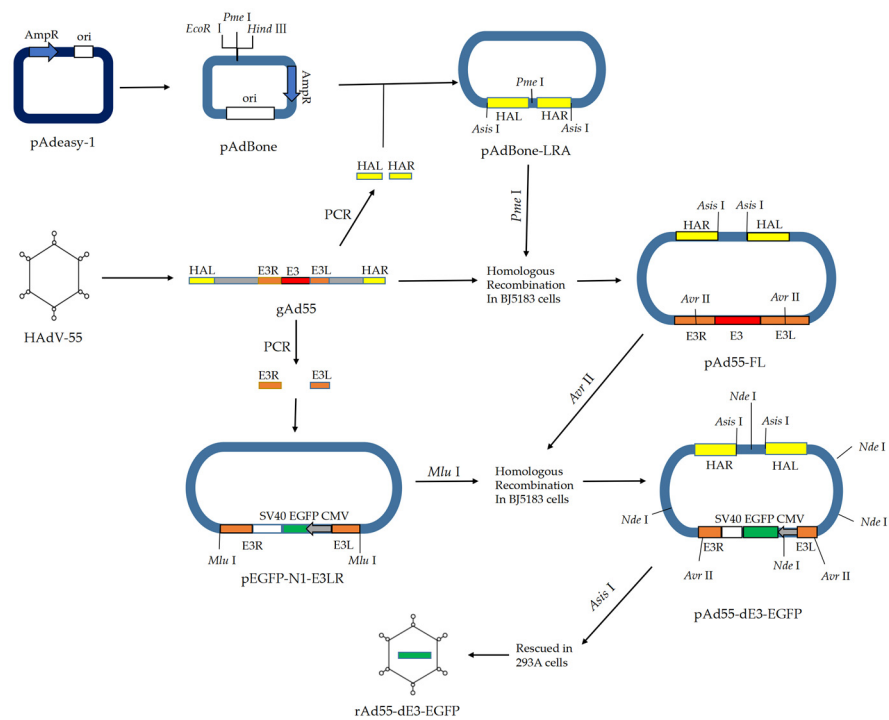 AmpR
ori
pAdeasy-1
EcoR I
Pme I
Hind III
AmpR
ori
pAdBone
Pme I
HAL
HAR
Asis I
Asis I
pAdBone-LRA
HAL HAR
PCR
Pme I
HAdV-55
HAL
E3R
E3
E3L
HAR
gAd55
Homologous
Recombination
In BJ5183 cells
Asis I
Asis I
HAR
HAL
Avr II
Avr II
E3R
E3
E3L
pAd55-FL
PCR
E3R
E3L
Avr II
SV40 EGFP CMV
E3R
E3L
Mlu I
Mlu I
pEGFP-N1-E3LR
Mlu I
Homologous
Recombination
In BJ5183 cells
Nde I
Asis I
Asis I
Nde I
HAR
HAL
Nde I
Nde I
SV40 EGFP CMV
E3R
E3L
Avr II
Nde I
Avr II
pAd55-dE3-EGFP
Asis I
Rescued in
293A cells
rAd55-dE3-EGFP